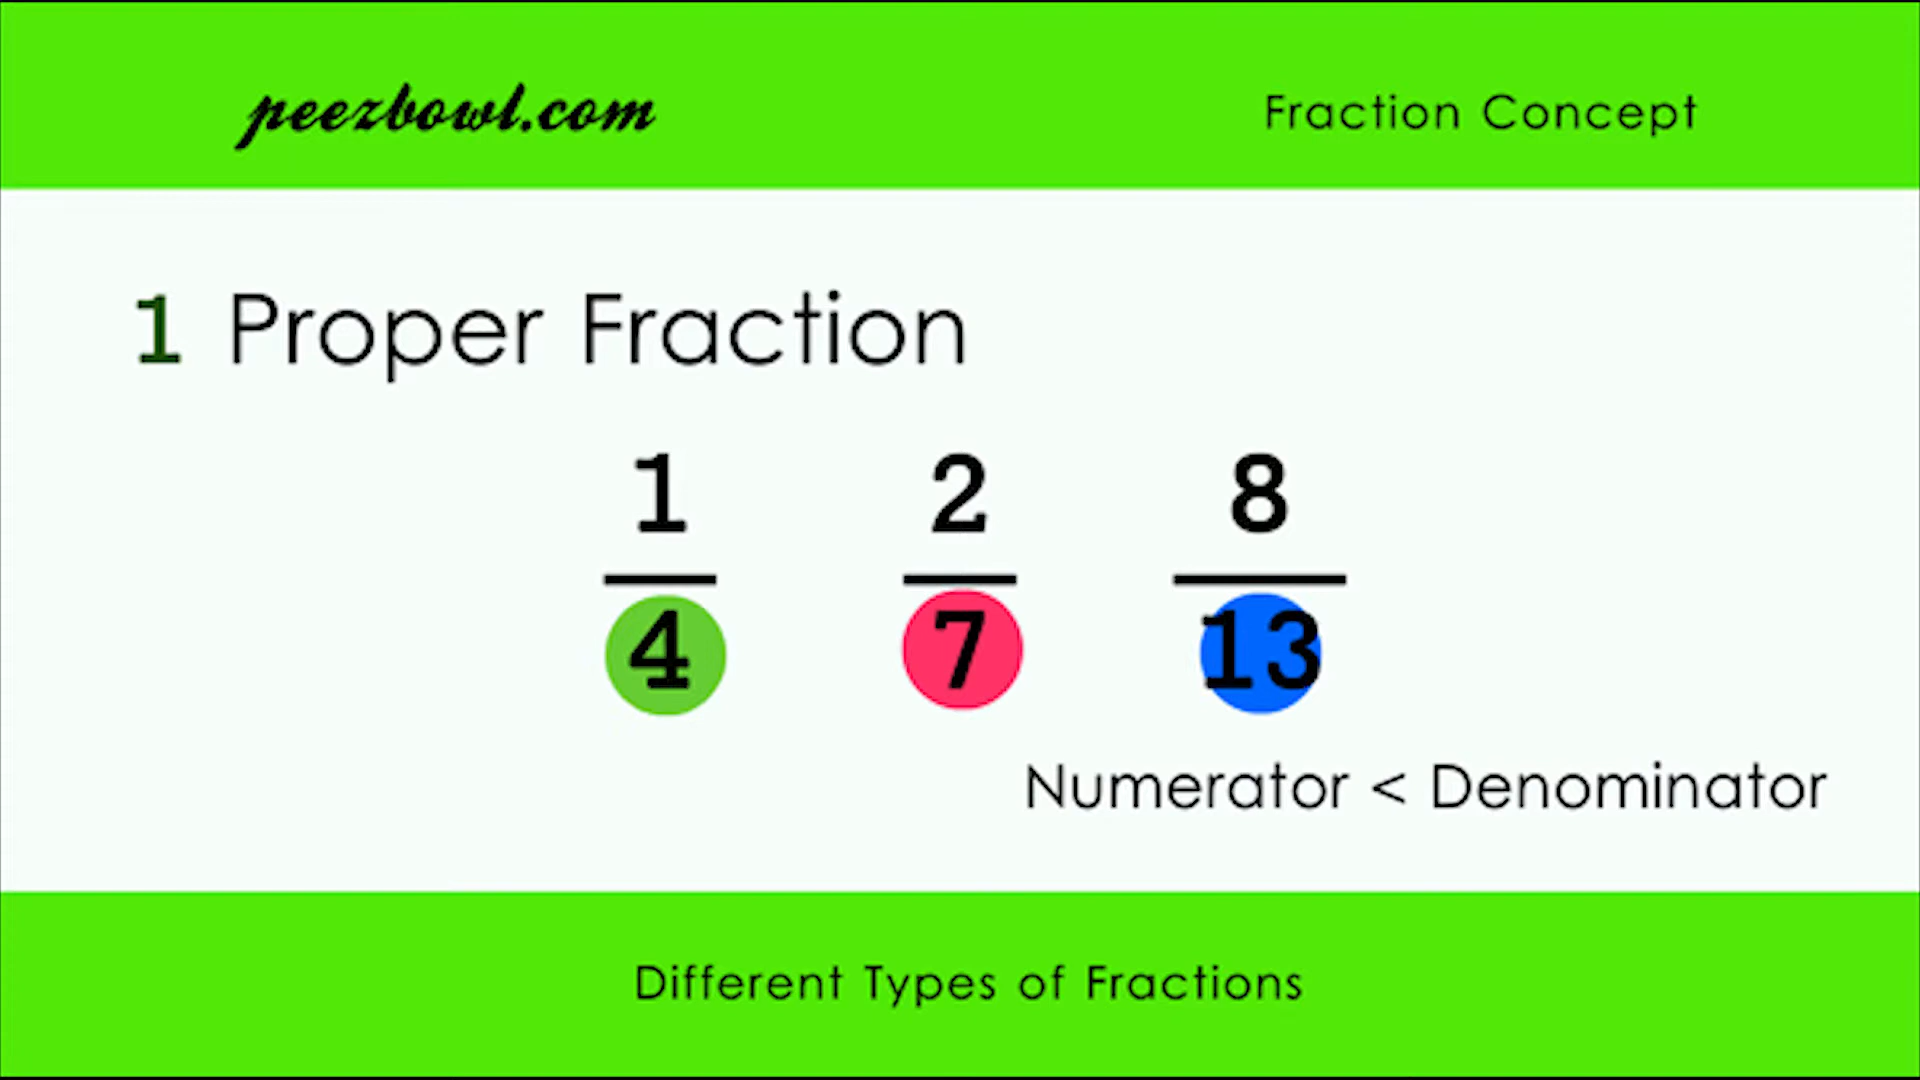 peezbowl.com
Fraction Concept
1 Proper Fraction
1 2 8
4 7 13
Numerator < Denominator
Different Types of Fractions